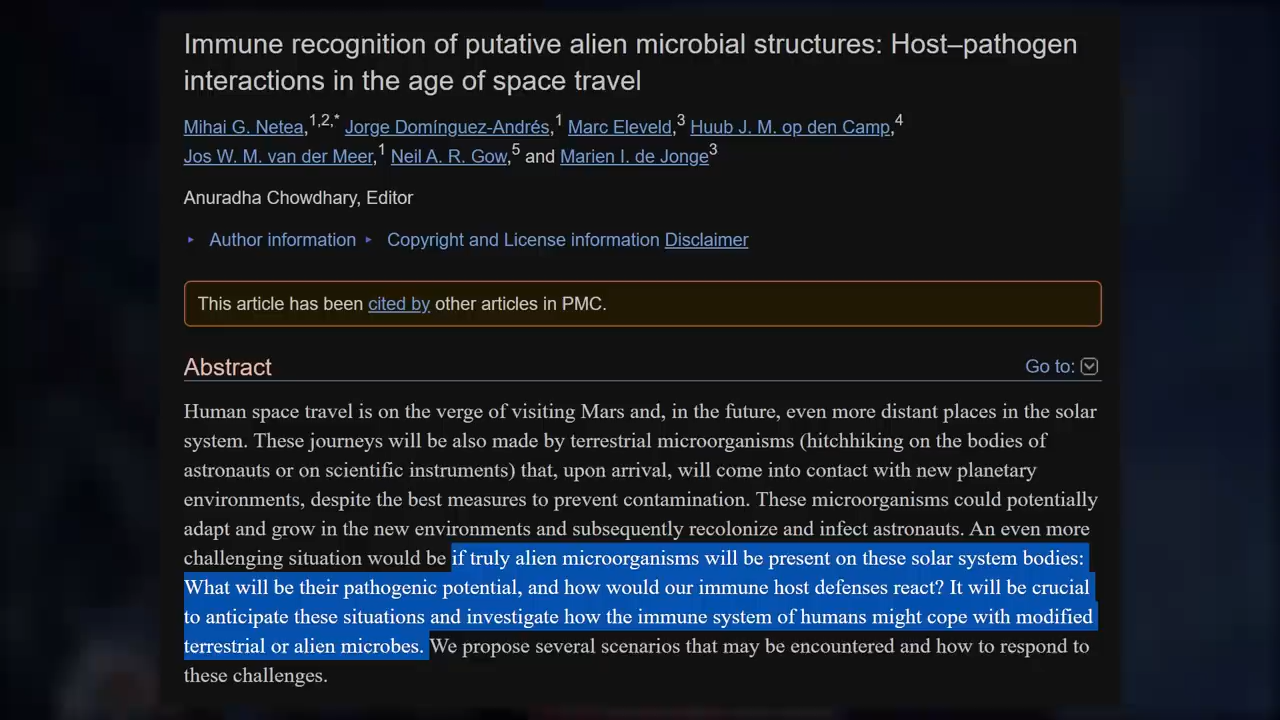 Immune recognition of putative alien microbial structures: Host–pathogen
interactions in the age of space travel
Mihai G. Netea,1,2,* Jorge Domínguez-Andrés,1 Marc Eleveld,3 Huub J. M. op den Camp,4
Jos W. M. van der Meer,1 Neil A. R. Gow,5 and Marien I. de Jonge3
Anuradha Chowdhary, Editor
▸ Author information ▸ Copyright and License information Disclaimer
This article has been cited by other articles in PMC.
Abstract Go to:
Human space travel is on the verge of visiting Mars and, in the future, even more distant places in the solar
system. These journeys will be also made by terrestrial microorganisms (hitchhiking on the bodies of
astronauts or on scientific instruments) that, upon arrival, will come into contact with new planetary
environments, despite the best measures to prevent contamination. These microorganisms could potentially
adapt and grow in the new environments and subsequently recolonize and infect astronauts. An even more
challenging situation would be if truly alien microorganisms will be present on these solar system bodies:
What will be their pathogenic potential, and how would our immune host defenses react? It will be crucial
to anticipate these situations and investigate how the immune system of humans might cope with modified
terrestrial or alien microbes. We propose several scenarios that may be encountered and how to respond to
these challenges.